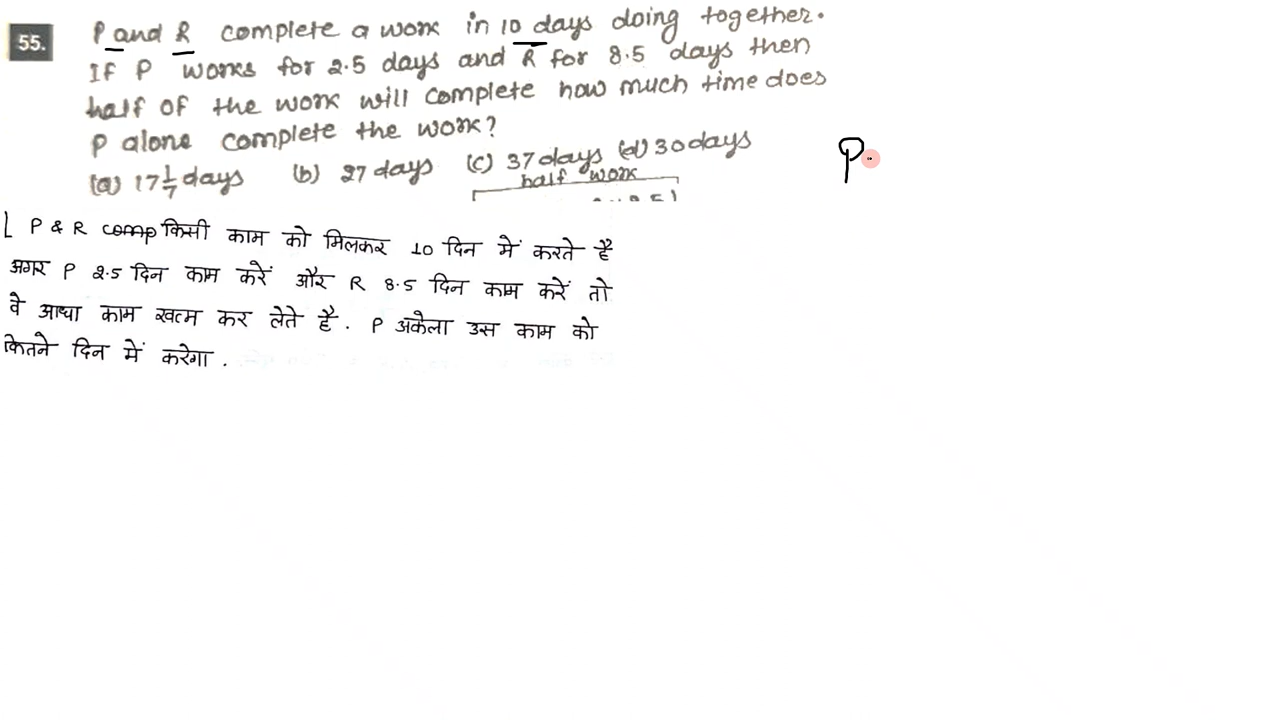 55.
P and R complete a work in 10 days doing together.
If P works for 2.5 days and R for 8.5 days then
half of the work will complete how much time does
P alone complete the work?
(a) 17 1/7 days (b) 27 days (c) 37 days (d) 30 days
half work
P
[ P & R comp किसी काम को मिलकर 10 दिन में करते है
अगर P 2.5 दिन काम करें और R 8.5 दिन काम करें तो
वे आधा काम खत्म कर लेते है . P अकेला उस काम को
कितने दिन में करेगा .